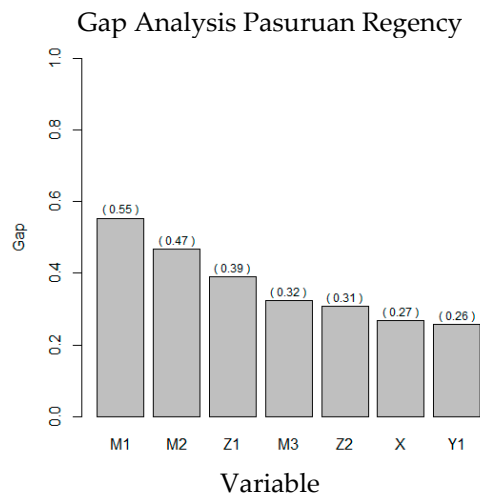 Gap Analysis Pasuruan Regency
Gap
1.0
0.8
0.6
0.4
0.2
0.0
( 0.55 )
( 0.47 )
( 0.39 )
( 0.32 )
( 0.31 )
( 0.27 )
( 0.26 )
M1 M2 Z1 M3 Z2 X Y1
Variable